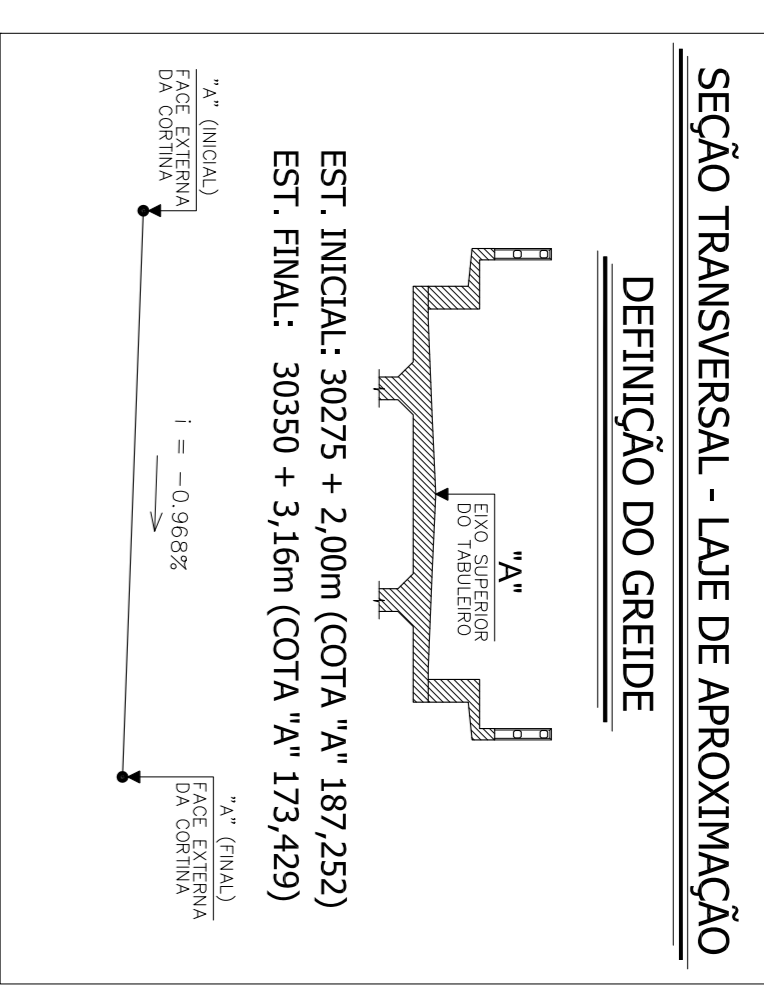 SEÇÃO TRANSVERSAL - LAJE DE APROXIMAÇÃO
DEFINIÇÃO DO GREIDE
"A"
EIXO SUPERIOR
DO TABULEIRO
EST. INICIAL: 30275 + 2,00m (COTA "A" 187,252)
EST. FINAL: 30350 + 3,16m (COTA "A" 173,429)
"A" (INICIAL)
FACE EXTERNA
DA CORTINA
i = -0.968%
"A" (FINAL)
FACE EXTERNA
DA CORTINA